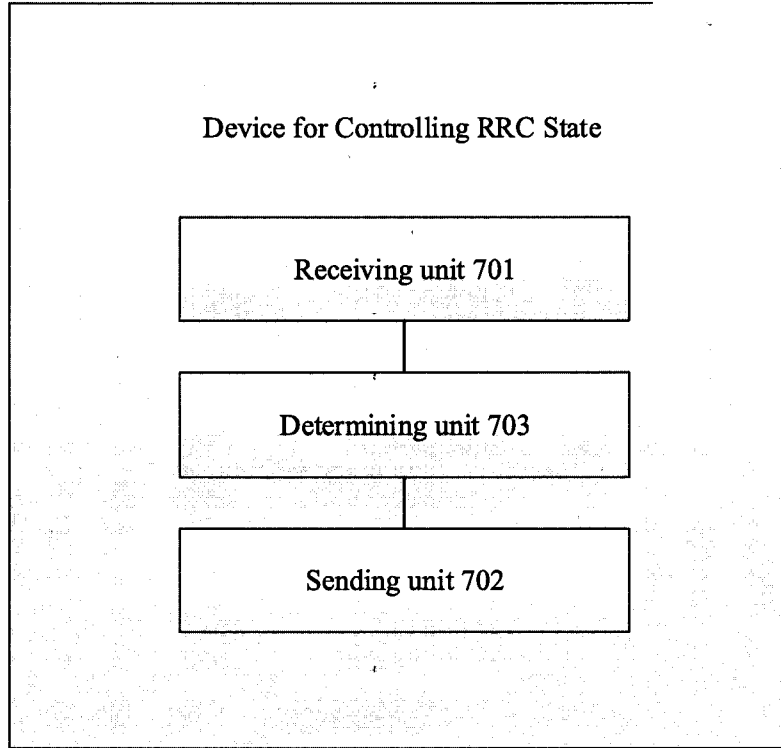 Device for Controlling RRC State
Receiving unit 701
Determining unit 703
Sending unit 702